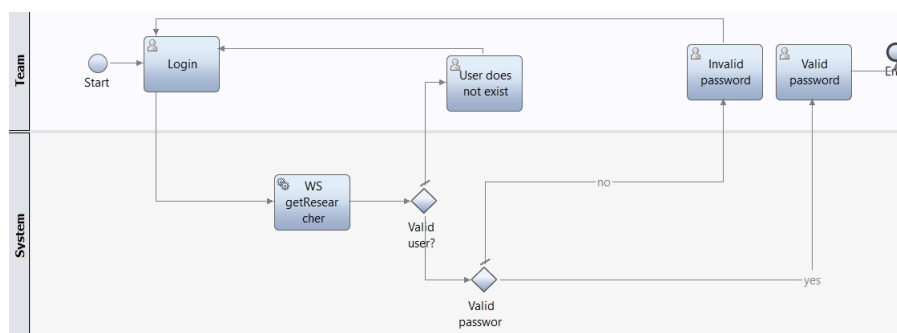 Team
Start
Login
User does
not exist
Invalid
password
Valid
password
En
System
WS
getResear
cher
Valid
user?
no
Valid
passwor
yes